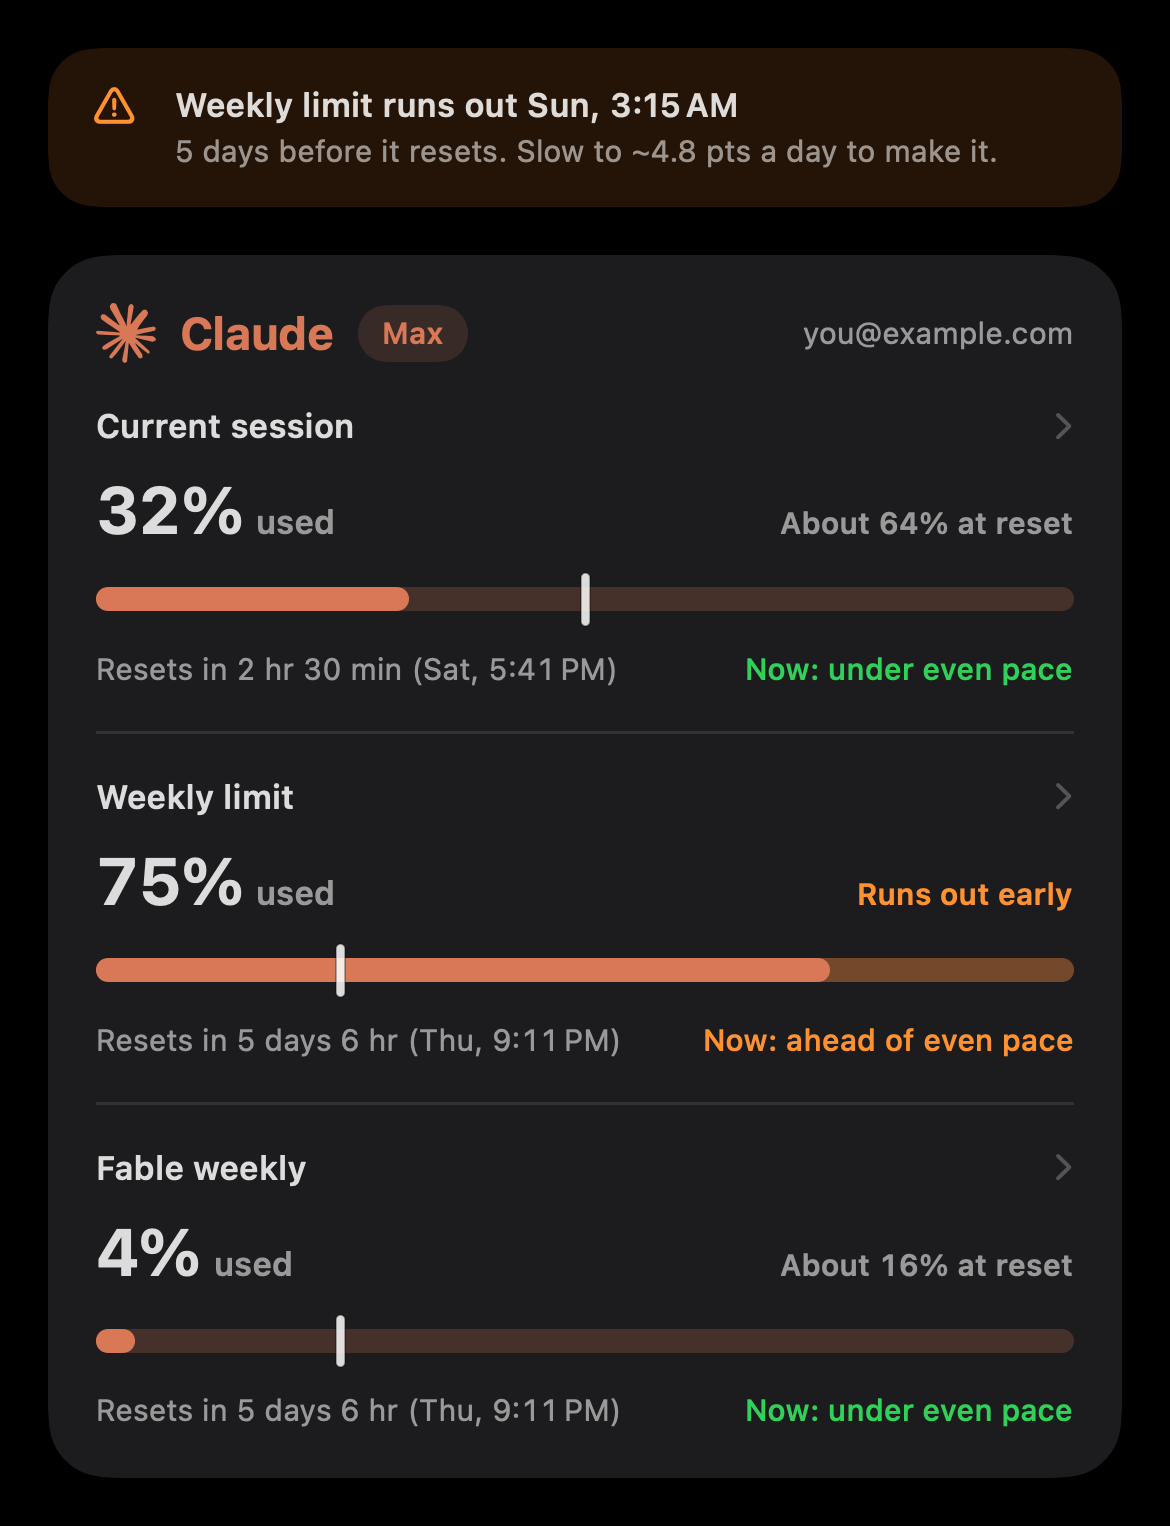 Weekly limit runs out Sun, 3:15 AM
5 days before it resets. Slow to ~4.8 pts a day to make it.
Claude Max you@example.com
Current session
32% used About 64% at reset
Resets in 2 hr 30 min (Sat, 5:41 PM) Now: under even pace
Weekly limit
75% used Runs out early
Resets in 5 days 6 hr (Thu, 9:11 PM) Now: ahead of even pace
Fable weekly
4% used About 16% at reset
Resets in 5 days 6 hr (Thu, 9:11 PM) Now: under even pace